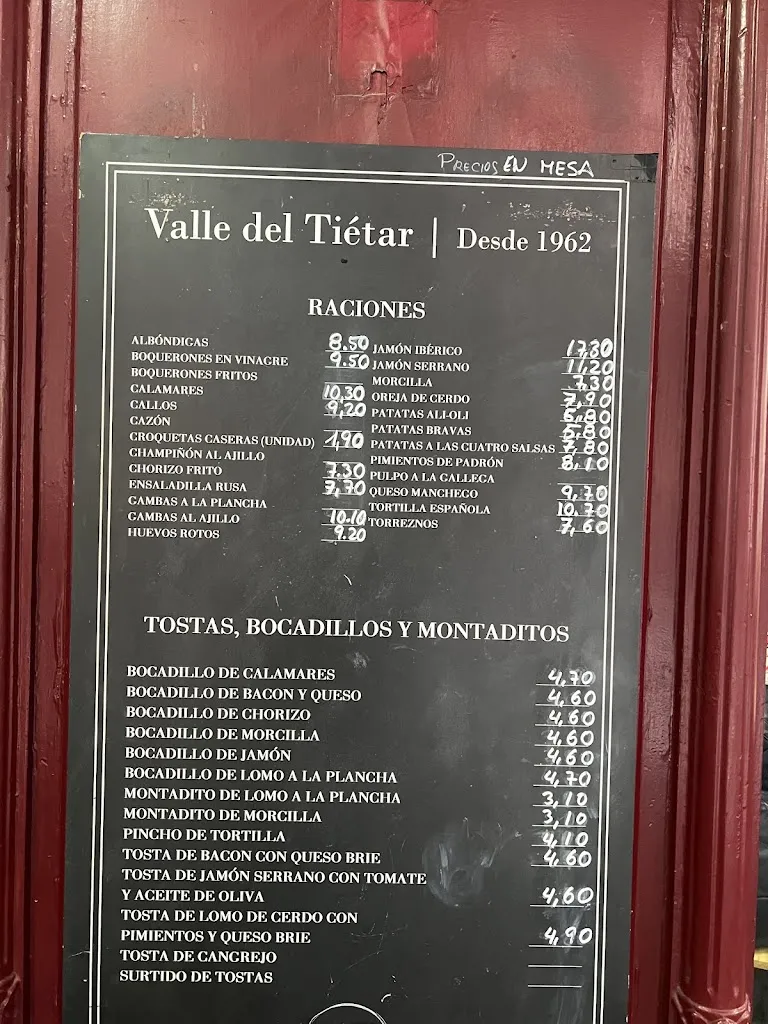 PRECIOS EN MESA
Valle del Tiétar | Desde 1962
RACIONES
ALBÓNDIGAS 8.50
BOQUERONES EN VINAGRE 9.50
BOQUERONES FRITOS
CALAMARES 10,30
CALLOS 9,20
CAZÓN
CROQUETAS CASERAS (UNIDAD) 1,90
CHAMPIÑÓN AL AJILLO
CHORIZO FRITO 7.30
ENSALADILLA RUSA 7,70
GAMBAS A LA PLANCHA
GAMBAS AL AJILLO 10.10
HUEVOS ROTOS 9.20
JAMÓN IBÉRICO 17,30
JAMÓN SERRANO 11,20
MORCILLA 7,30
OREJA DE CERDO 7,90
PATATAS ALI-OLI 6,80
PATATAS BRAVAS 5,80
PATATAS A LAS CUATRO SALSAS 7,80
PIMIENTOS DE PADRÓN 8,10
PULPO A LA GALLEGA
QUESO MANCHEGO 9,70
TORTILLA ESPAÑOLA 10,70
TORREZNOS 7,60
TOSTAS, BOCADILLOS Y MONTADITOS
BOCADILLO DE CALAMARES 4,70
BOCADILLO DE BACON Y QUESO 4,60
BOCADILLO DE CHORIZO 4,60
BOCADILLO DE MORCILLA 4,60
BOCADILLO DE JAMÓN 4,60
BOCADILLO DE LOMO A LA PLANCHA 4,70
MONTADITO DE LOMO A LA PLANCHA 3,10
MONTADITO DE MORCILLA 3,10
PINCHO DE TORTILLA 4,10
TOSTA DE BACON CON QUESO BRIE 4,60
TOSTA DE JAMÓN SERRANO CON TOMATE
Y ACEITE DE OLIVA 4,60
TOSTA DE LOMO DE CERDO CON
PIMIENTOS Y QUESO BRIE 4,90
TOSTA DE CANGREJO
SURTIDO DE TOSTAS